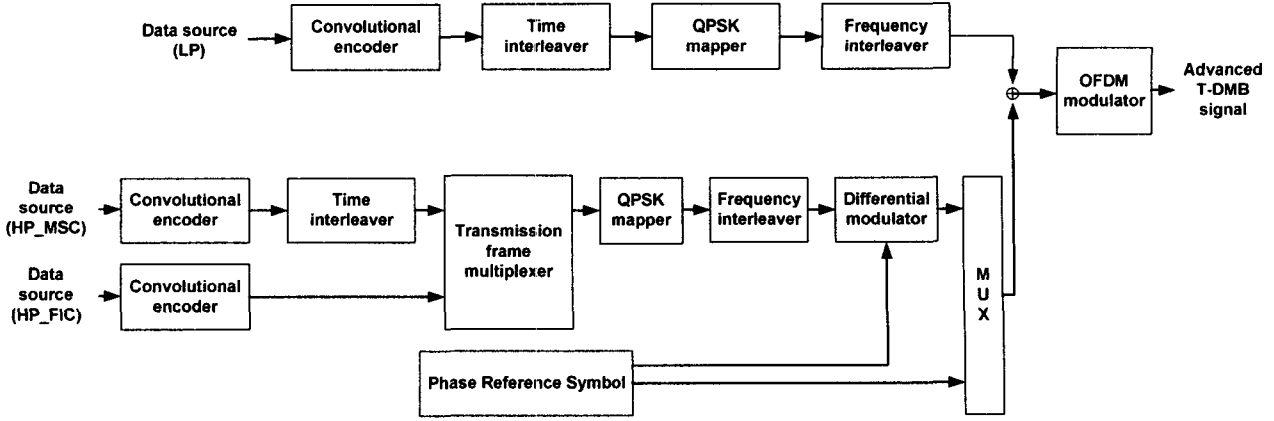 Data source
(LP)
Convolutional
encoder
Time
interleaver
QPSK
mapper
Frequency
interleaver
OFDM
modulator
Advanced
T-DMB
signal
Data
source
(HP_MSC)
Convolutional
encoder
Time
interleaver
Transmission
frame
multiplexer
QPSK
mapper
Frequency
interleaver
Differential
modulator
M
U
X
Data
source
(HP_FIC)
Convolutional
encoder
Phase Reference Symbol